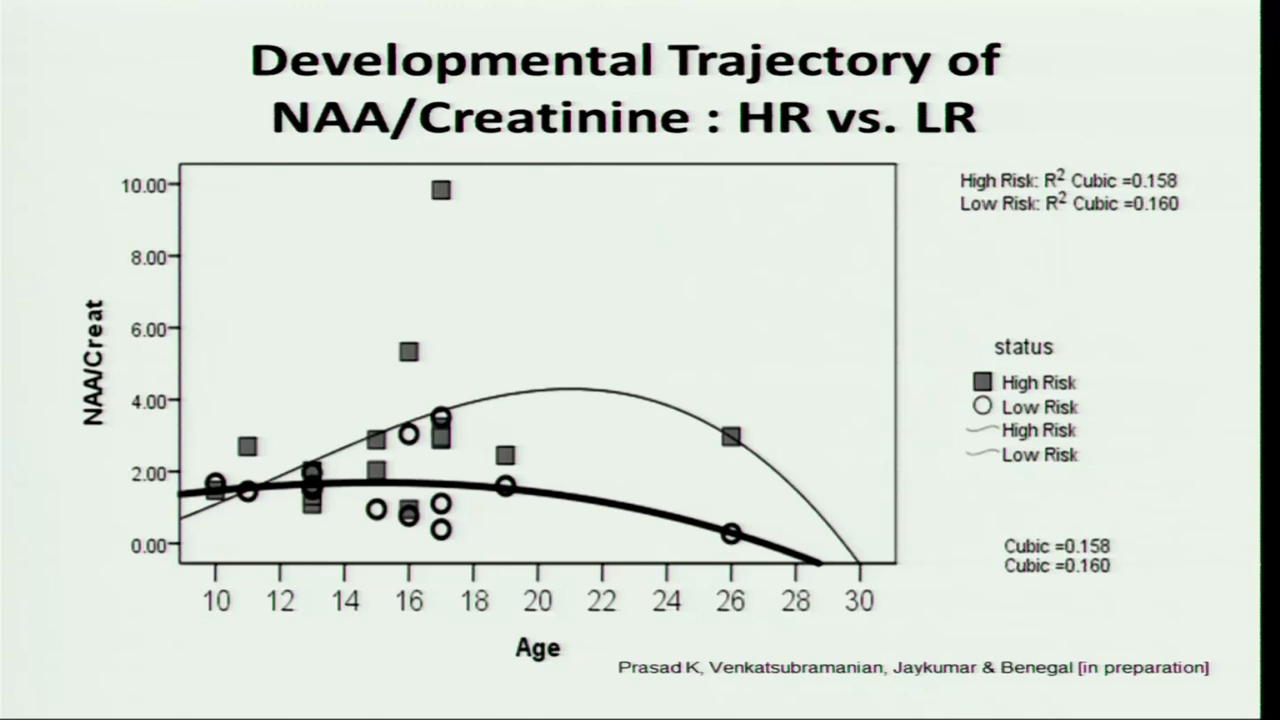 Developmental Trajectory of
NAA/Creatinine : HR vs. LR
High Risk: R² Cubic =0.158
Low Risk: R² Cubic =0.160
NAA/Creat
10.00
8.00
6.00
4.00
2.00
0.00
10 12 14 16 18 20 22 24 26 28 30
Age
status
High Risk
Low Risk
High Risk
Low Risk
Cubic =0.158
Cubic =0.160
Prasad K, Venkatsubramanian, Jaykumar & Benegal [in preparation]